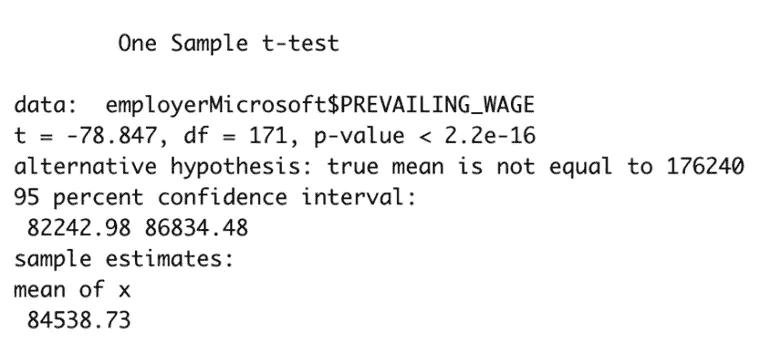 One Sample t-test
data: employerMicrosoft$PREVAILING_WAGE
t = -78.847, df = 171, p-value < 2.2e-16
alternative hypothesis: true mean is not equal to 176240
95 percent confidence interval:
82242.98 86834.48
sample estimates:
mean of x
84538.73